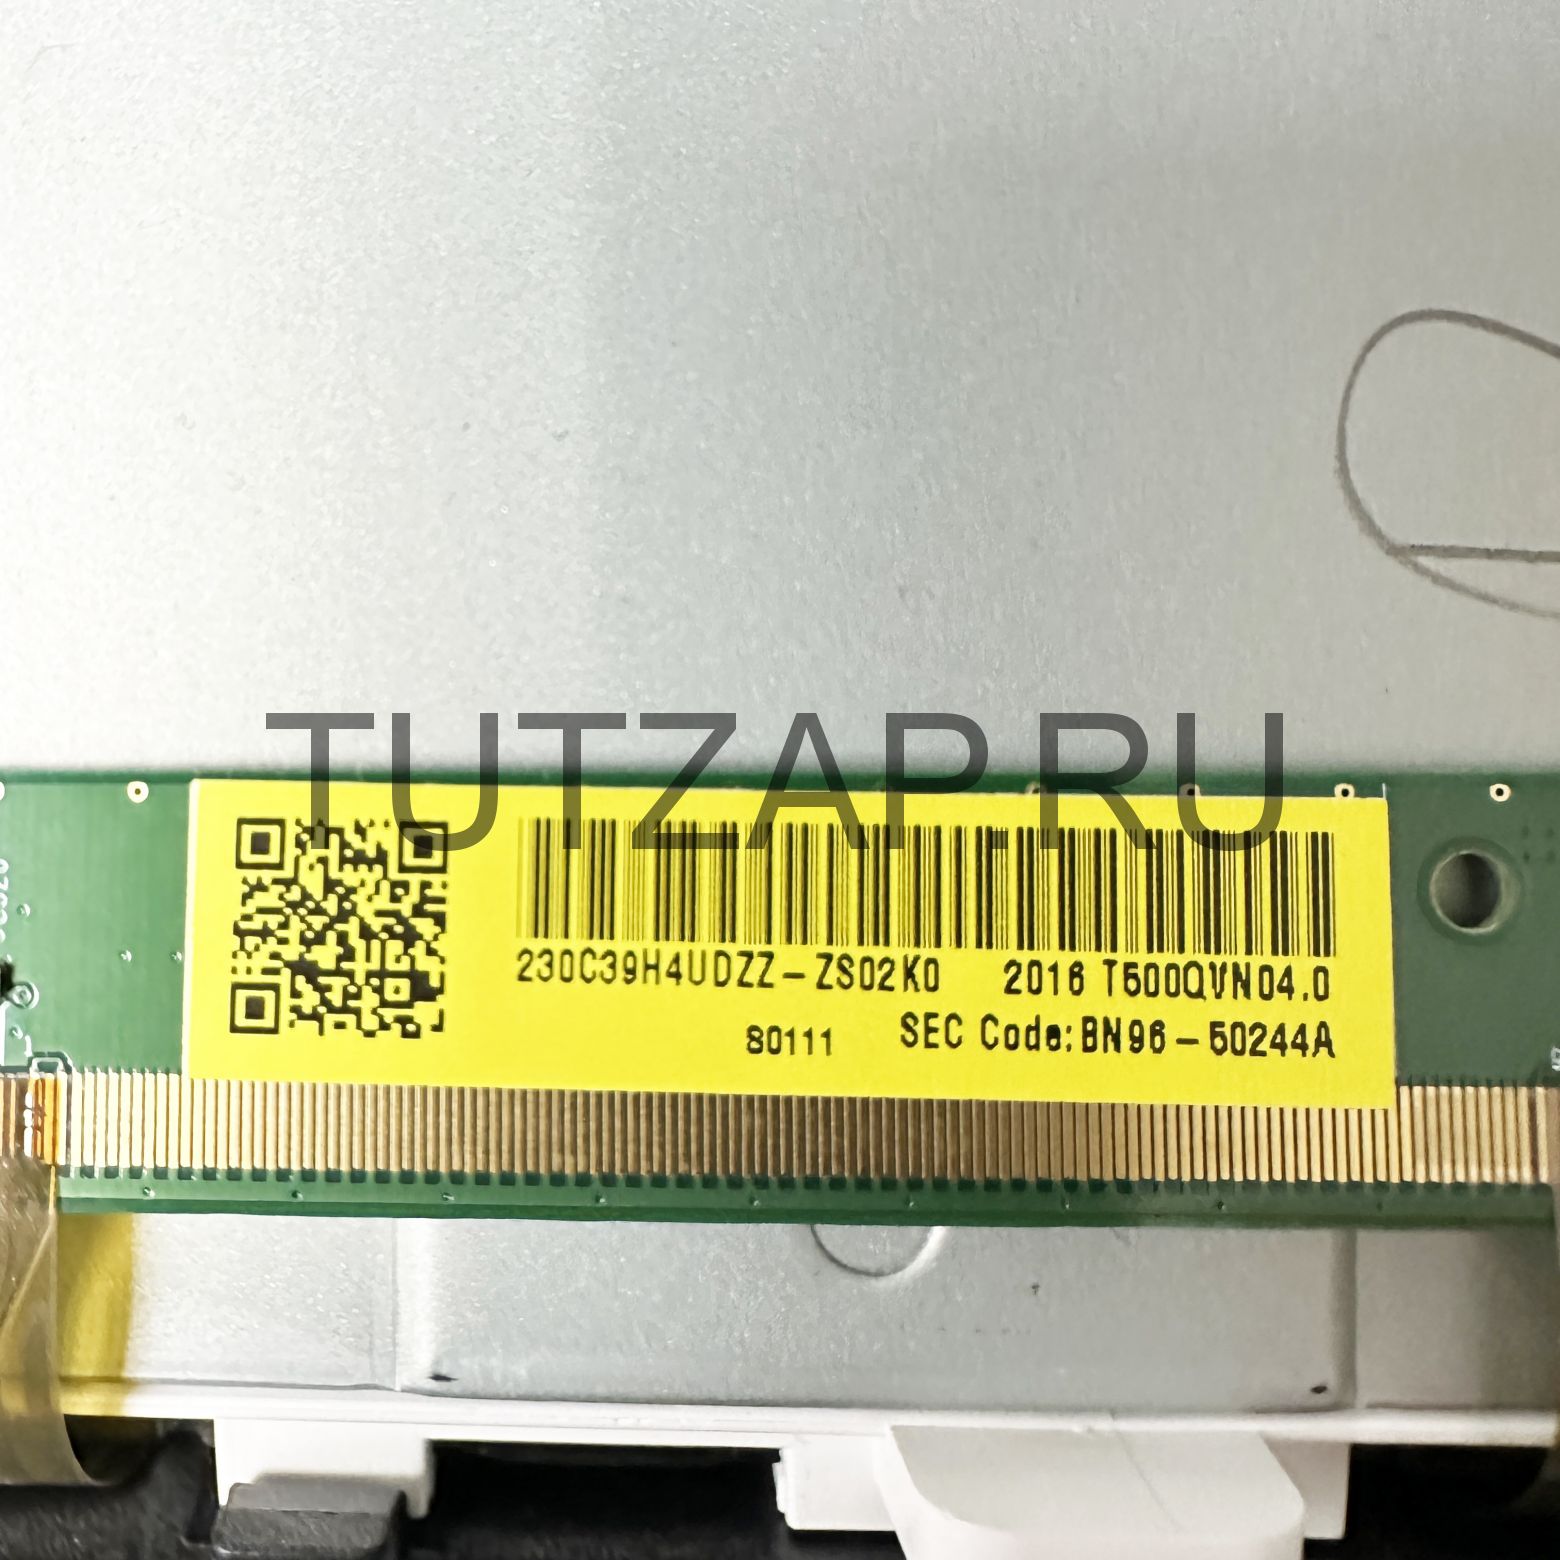 TUTZAP.RU
230C39H4UDZZ-ZS02K0 2016 T500QVN04.0
80111 SEC Code:BN96-50244A